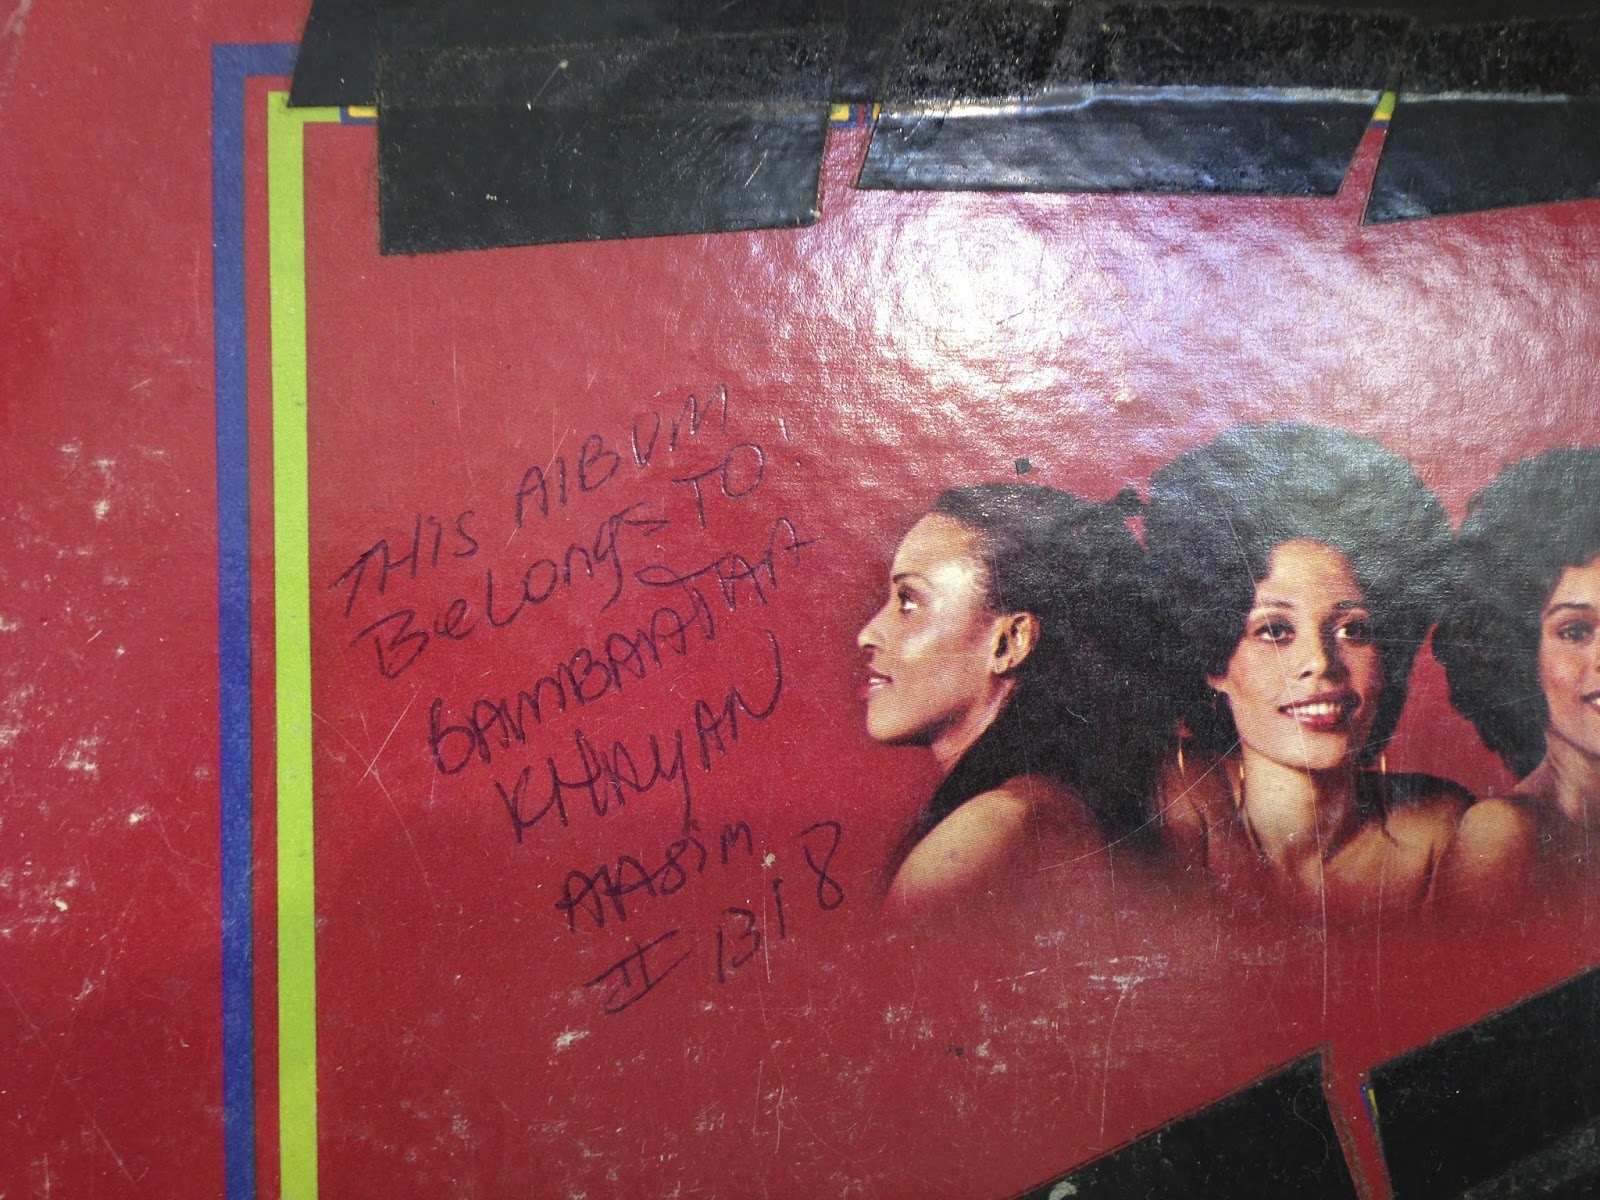 THIS AlBUM
BeLongs TO!
BAMBAATAA
KHAYAN
AAsim
II 1318